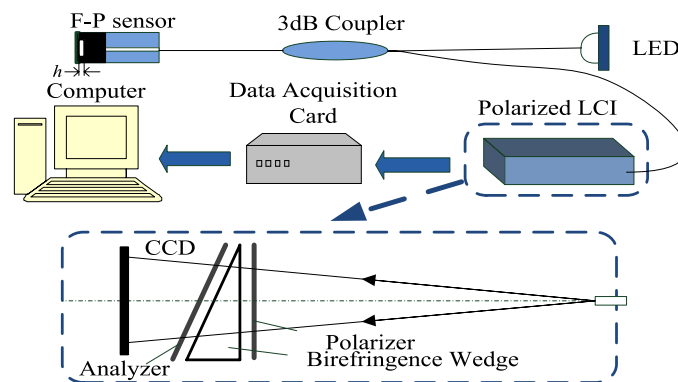 F-P sensor
3dB Coupler
LED
h
Computer
Data Acquisition
Card
Polarized LCI
CCD
Polarizer
Birefringence Wedge
Analyzer